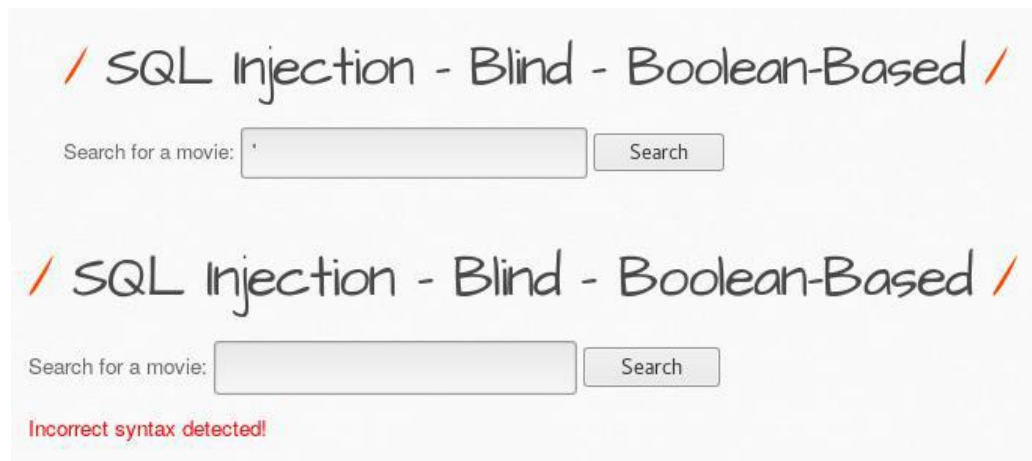 / SQL Injection - Blind - Boolean-Based /
Search for a movie: ' Search
/ SQL Injection - Blind - Boolean-Based /
Search for a movie: Search
Incorrect syntax detected!